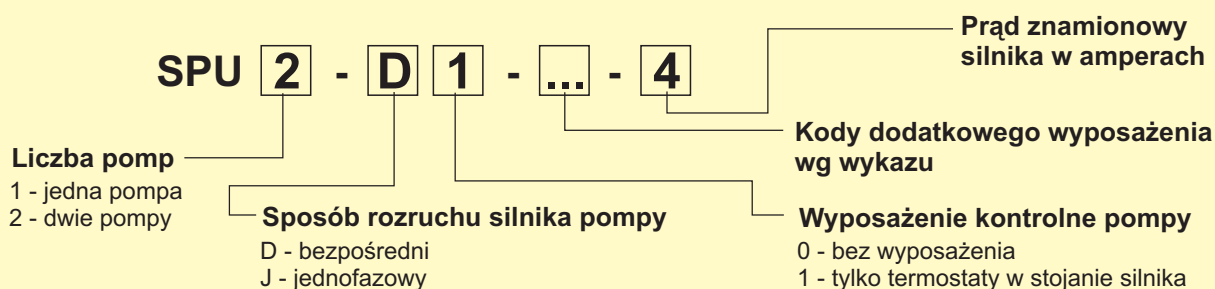 SPU 2 - D 1 - ... - 4
Prąd znamionowy
silnika w amperach
Kody dodatkowego wyposażenia
wg wykazu
Liczba pomp
1 - jedna pompa
2 - dwie pompy
Sposób rozruchu silnika pompy
D - bezpośredni
J - jednofazowy
Wyposażenie kontrolne pompy
0 - bez wyposażenia
1 - tylko termostaty w stojanie silnika